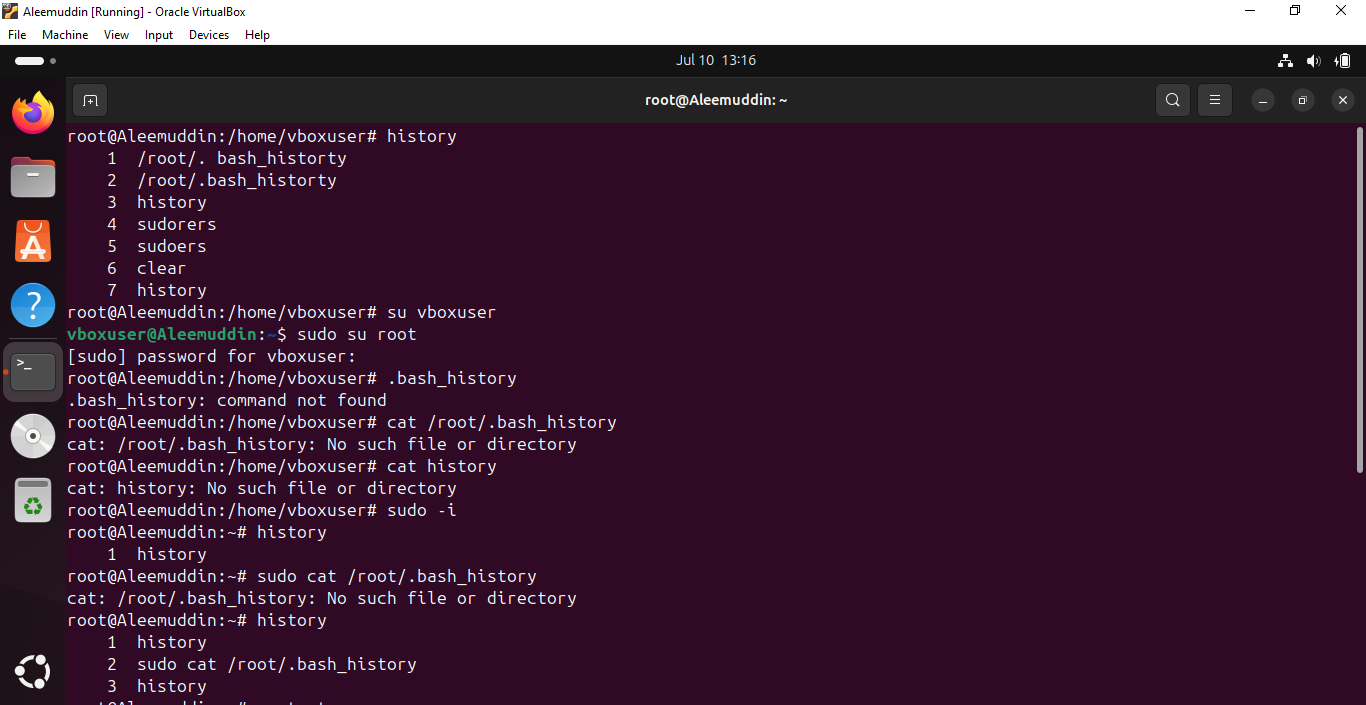 Aleemuddin [Running] - Oracle VirtualBox
File Machine View Input Devices Help
Jul 10 13:16
root@Aleemuddin: ~
root@Aleemuddin:/home/vboxuser# history
1 /root/. bash_historty
2 /root/.bash_historty
3 history
4 sudorers
5 sudoers
6 clear
7 history
root@Aleemuddin:/home/vboxuser# su vboxuser
vboxuser@Aleemuddin:~$ sudo su root
[sudo] password for vboxuser:
root@Aleemuddin:/home/vboxuser# .bash_history
.bash_history: command not found
root@Aleemuddin:/home/vboxuser# cat /root/.bash_history
cat: /root/.bash_history: No such file or directory
root@Aleemuddin:/home/vboxuser# cat history
cat: history: No such file or directory
root@Aleemuddin:/home/vboxuser# sudo -i
root@Aleemuddin:~# history
1 history
root@Aleemuddin:~# sudo cat /root/.bash_history
cat: /root/.bash_history: No such file or directory
root@Aleemuddin:~# history
1 history
2 sudo cat /root/.bash_history
3 history